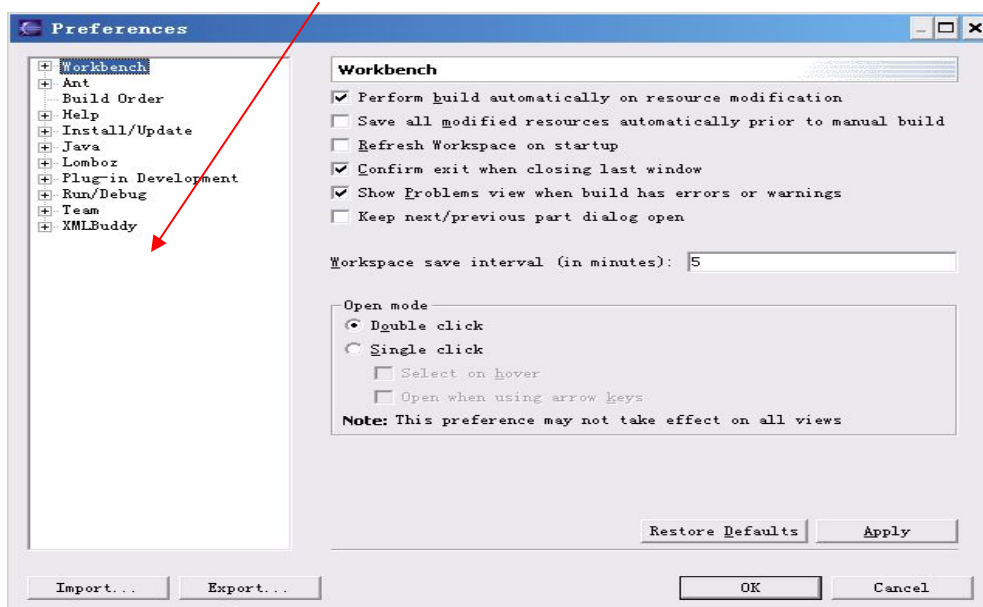 Preferences
Workbench
Ant
Build Order
Help
Install/Update
Java
Lomboz
Plug-in Development
Run/Debug
Team
XMLBuddy
Workbench
Perform build automatically on resource modification
Save all modified resources automatically prior to manual build
Refresh Workspace on startup
Confirm exit when closing last window
Show Problems view when build has errors or warnings
Keep next/previous part dialog open
Workspace save interval (in minutes): 5
Open mode
Double click
Single click
Select on hover
Open when using arrow keys
Note: This preference may not take effect on all views
Restore Defaults Apply
Import... Export... OK Cancel